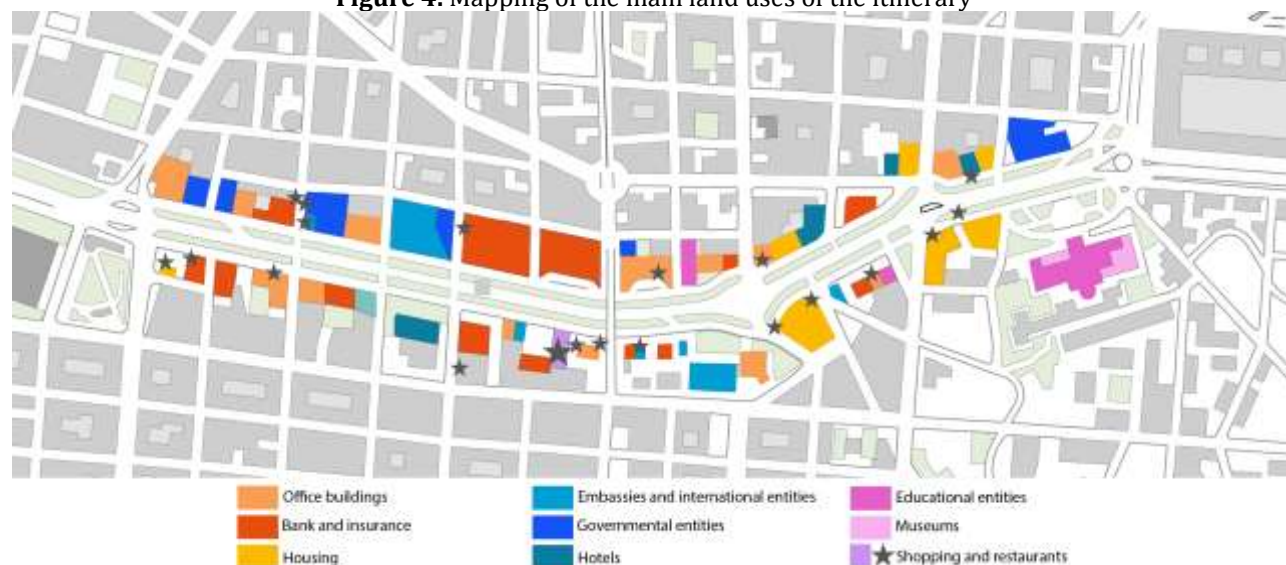 Figure 4. Mapping of the main land uses of the itinerary
Office buildings
Bank and insurance
Housing
Embassies and international entities
Governmental entities
Hotels
Educational entities
Museums
Shopping and restaurants